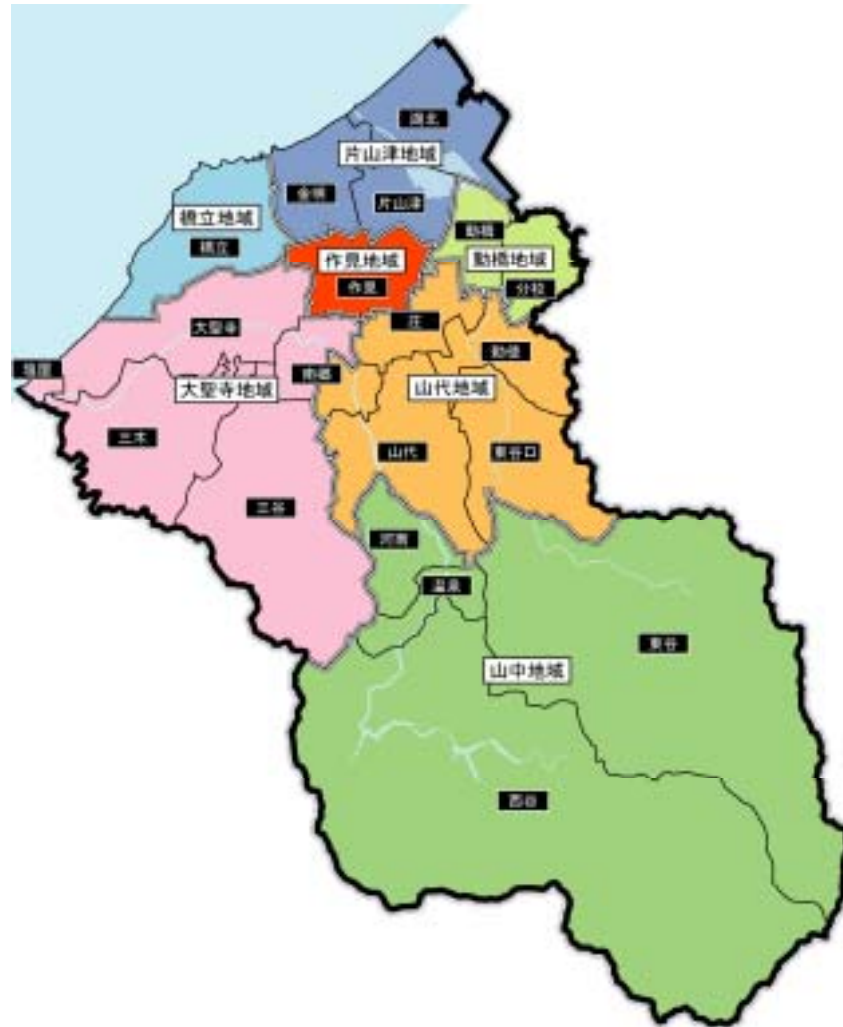 湖北
片山津地域
金明
片山津
橋立地域
橋立
動橋
動橋地域
分校
作見地域
作見
大聖寺
庄
勅使
塩屋
南郷
大聖寺地域
山代地域
三木
山代
東谷口
三谷
河南
温泉
東谷
山中地域
西谷